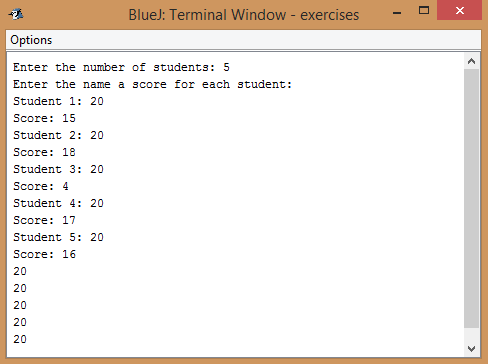 BlueJ: Terminal Window - exercises
Options
Enter the number of students: 5
Enter the name a score for each student:
Student 1: 20
Score: 15
Student 2: 20
Score: 18
Student 3: 20
Score: 4
Student 4: 20
Score: 17
Student 5: 20
Score: 16
20
20
20
20
20